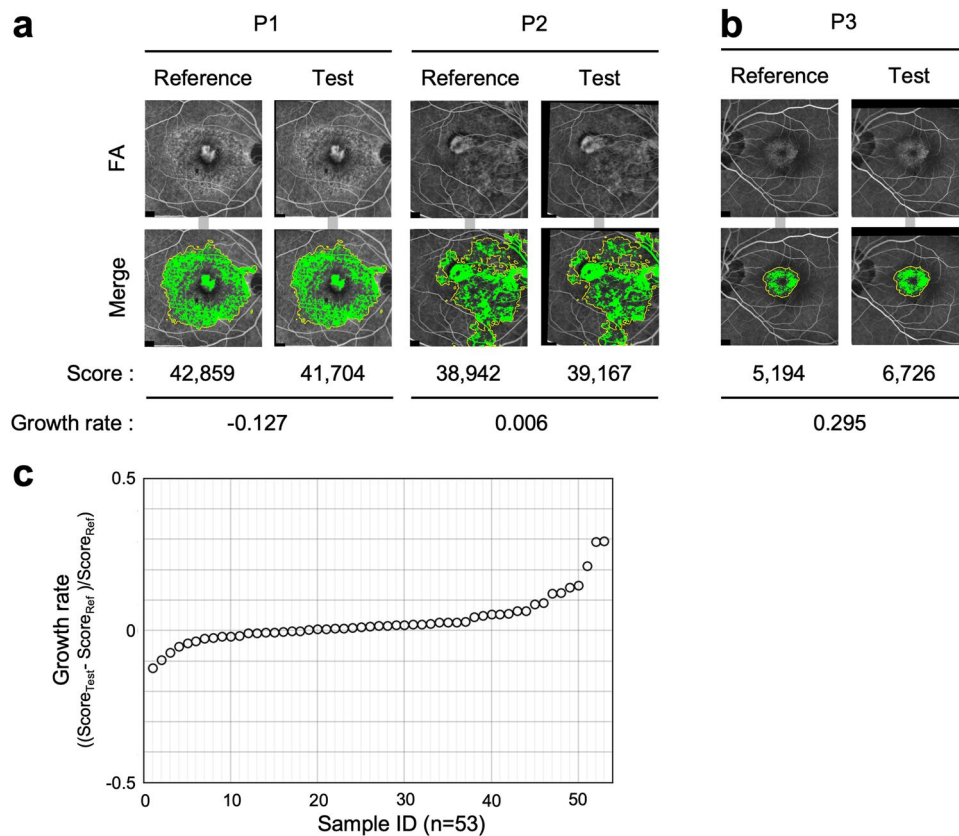 a
P1
P2
b
P3
Reference Test Reference Test Reference Test
FA
Merge
Score : 42,859 41,704 38,942 39,167 5,194 6,726
Growth rate : -0.127 0.006 0.295
c
Growth rate
((ScoreTest- ScoreRef )/ScoreRef)
0.5
0
-0.5
0 10 20 30 40 50
Sample ID (n=53)